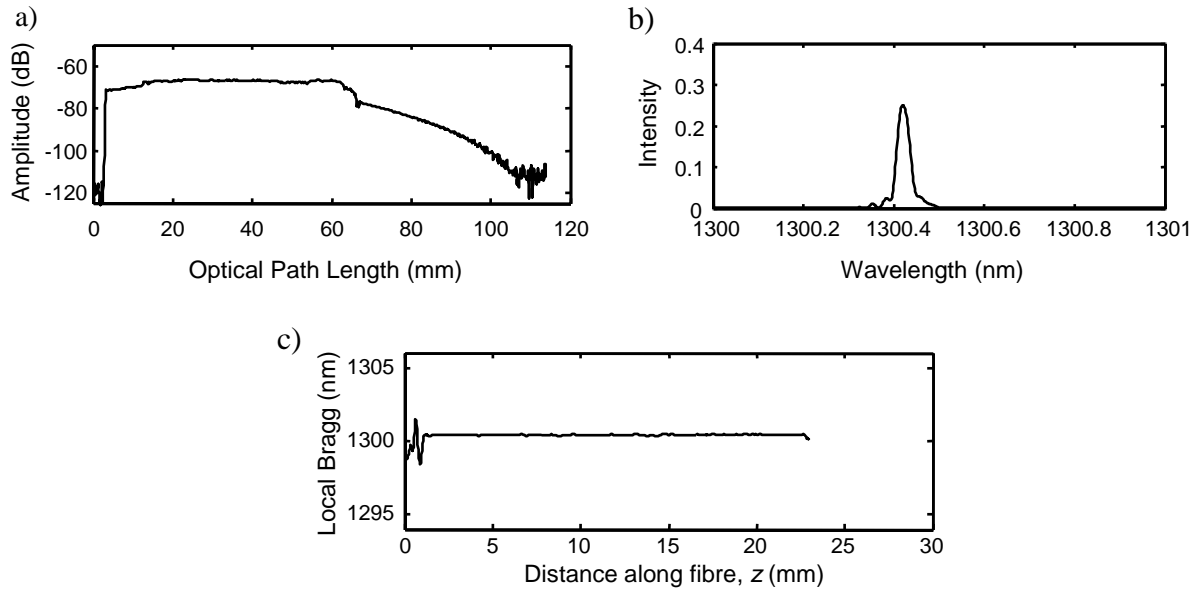 a)
Amplitude (dB)
-60
-80
-100
-120
0 20 40 60 80 100 120
Optical Path Length (mm)
b)
Intensity
0.4
0.3
0.2
0.1
0
1300 1300.2 1300.4 1300.6 1300.8 1301
Wavelength (nm)
c)
Local Bragg (nm)
1305
1300
1295
0 5 10 15 20 25 30
Distance along fibre, z (mm)